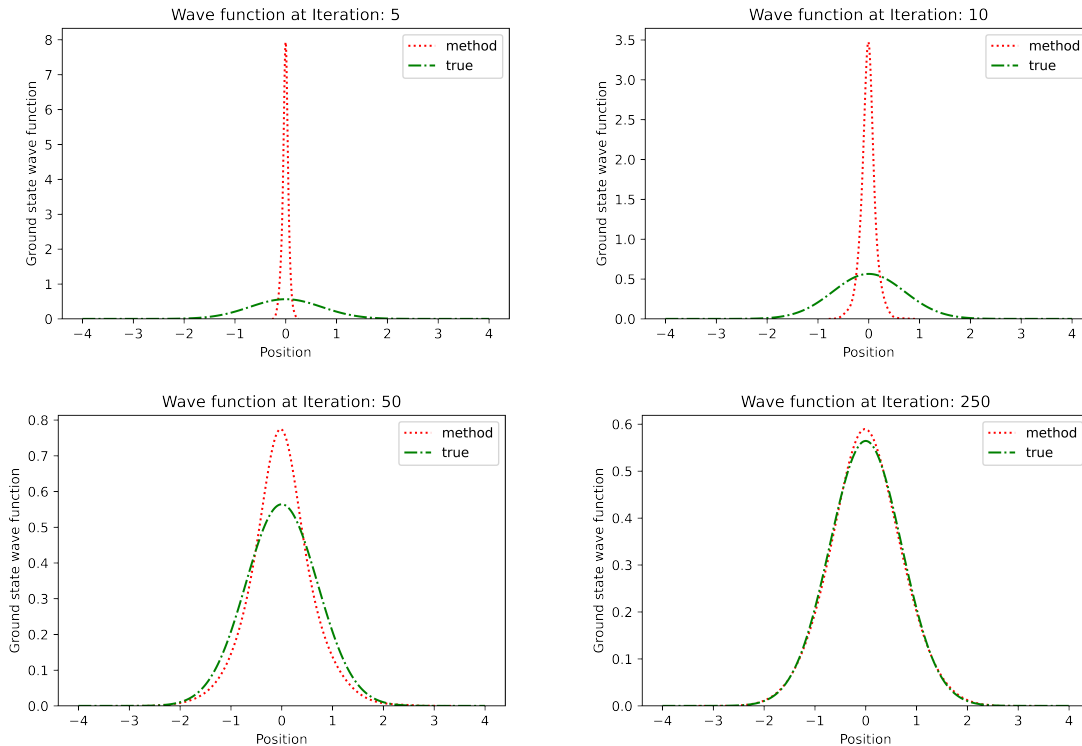 Wave function at Iteration: 5
8
7
6
5
4
3
2
1
0
Ground state wave function
method
true
−4 −3 −2 −1 0 1 2 3 4
Position
Wave function at Iteration: 10
3.5
3.0
2.5
2.0
1.5
1.0
0.5
0.0
Ground state wave function
method
true
−4 −3 −2 −1 0 1 2 3 4
Position
Wave function at Iteration: 50
0.8
0.7
0.6
0.5
0.4
0.3
0.2
0.1
0.0
Ground state wave function
method
true
−4 −3 −2 −1 0 1 2 3 4
Position
Wave function at Iteration: 250
0.6
0.5
0.4
0.3
0.2
0.1
0.0
Ground state wave function
method
true
−4 −3 −2 −1 0 1 2 3 4
Position